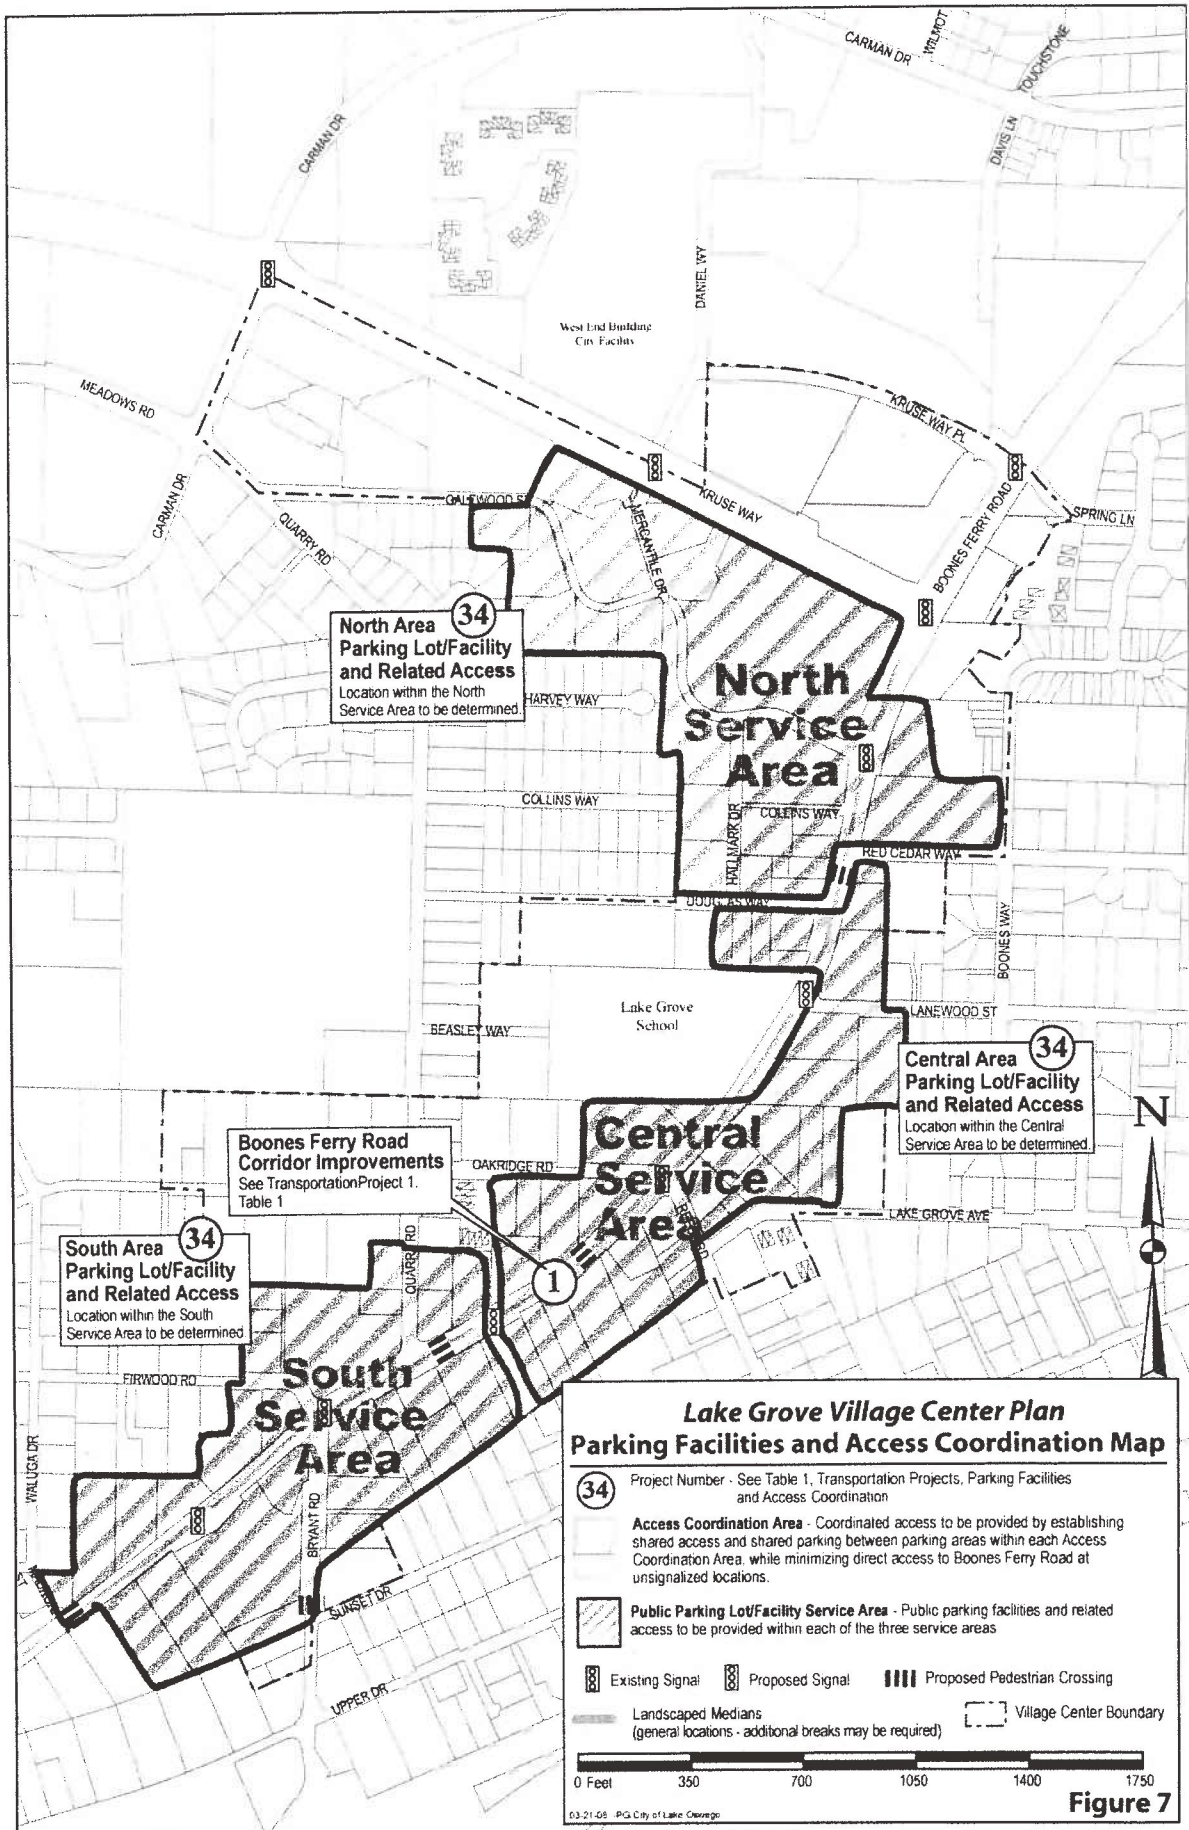 CARMAN DR
WILMOT
TOUCHSTONE
DAVIS LN
CARMAN DR
DANIEL WY
West End Building
City Facility
MEADOWS RD
KRUSE WAY PL
CARMAN DR
GALEWOOD ST
QUARRY RD
MERCANTILE DR
KRUSE WAY
BOONES FERRY ROAD
SPRING LN
34
North Area
Parking Lot/Facility
and Related Access
Location within the North
Service Area to be determined
HARVEY WAY
North
Service
Area
COLLINS WAY
HALLMARK DR
COLLINS WAY
RED CEDAR WAY
DOUGLAS WAY
BOONES WAY
Lake Grove
School
LANEWOOD ST
BEASLEY WAY
34
Central Area
Parking Lot/Facility
and Related Access
Location within the Central
Service Area to be determined
N
Boones Ferry Road
Corridor Improvements
See TransportationProject 1.
Table 1
OAKRIDGE RD
Central
Service
Area
REESE RD
LAKE GROVE AVE
34
South Area
Parking Lot/Facility
and Related Access
Location within the South
Service Area to be determined
QUARRY RD
1
FIRWOOD RD
South
Service
Area
WALUGA DR
BRYANT RD
SUNSET DR
UPPER DR
Lake Grove Village Center Plan
Parking Facilities and Access Coordination Map
34
Project Number - See Table 1, Transportation Projects, Parking Facilities
and Access Coordination
Access Coordination Area - Coordinated access to be provided by establishing
shared access and shared parking between parking areas within each Access
Coordination Area, while minimizing direct access to Boones Ferry Road at
unsignalized locations.
Public Parking Lot/Facility Service Area - Public parking facilities and related
access to be provided within each of the three service areas
Existing Signal Proposed Signal Proposed Pedestrian Crossing
Landscaped Medians
(general locations - additional breaks may be required)
Village Center Boundary
0 Feet 350 700 1050 1400 1750
Figure 7
03-21-08 -PG City of Lake Oswego